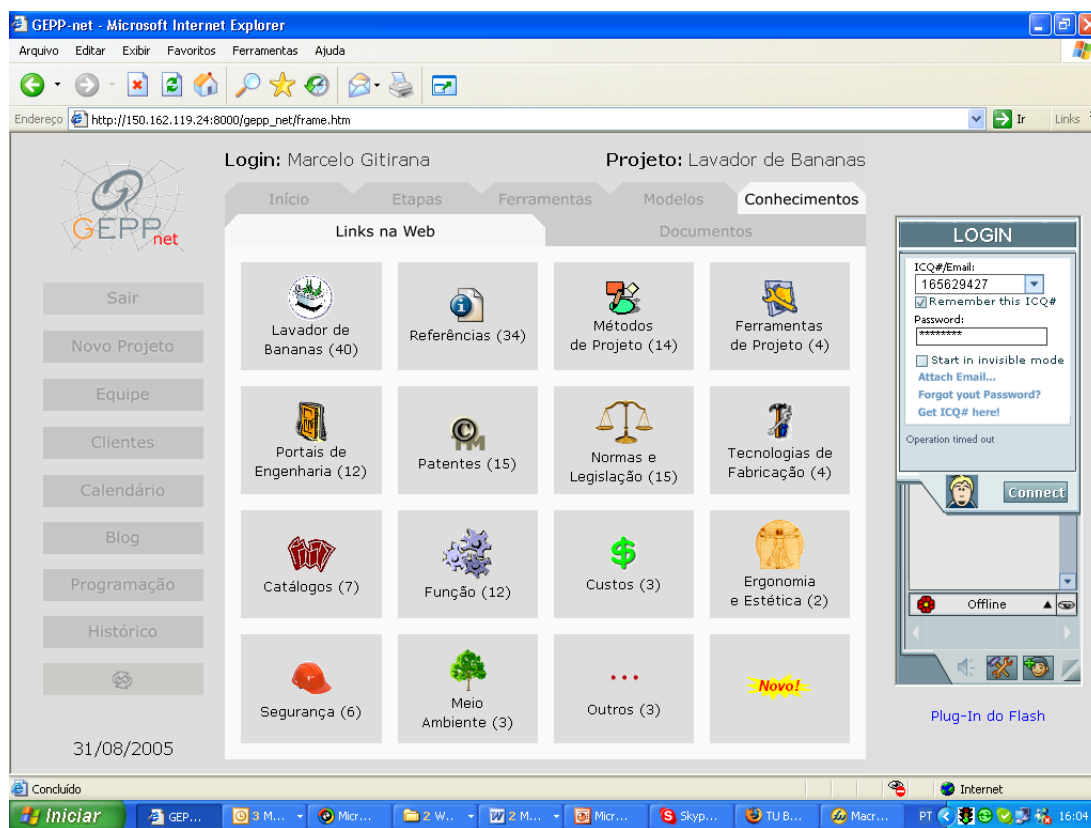 GEPP-net - Microsoft Internet Explorer
Arquivo Editar Exibir Favoritos Ferramentas Ajuda
Endereço http://150.162.119.24:8000/gepp_net/frame.htm Ir Links
GEPP net
Login: Marcelo Gitirana Projeto: Lavador de Bananas
Início Etapas Ferramentas Modelos Conhecimentos
Links na Web Documentos
Sair
Novo Projeto
Equipe
Clientes
Calendário
Blog
Programação
Histórico
31/08/2005
Lavador de
Bananas (40)
Referências (34)
Métodos
de Projeto (14)
Ferramentas
de Projeto (4)
Portais de
Engenharia (12)
Patentes (15)
Normas e
Legislação (15)
Tecnologias de
Fabricação (4)
Catálogos (7)
Função (12)
Custos (3)
Ergonomia
e Estética (2)
Segurança (6)
Meio
Ambiente (3)
Outros (3)
Novo!
LOGIN
ICQ#/Email:
165629427
Remember this ICQ#
Password:
********
Start in invisible mode
Attach Email...
Forgot yout Password?
Get ICQ# here!
Operation timed out
Connect
Offline
Plug-In do Flash
Concluído Internet
Iniciar GEP... 3 M... Micr... 2 W... 2 M... Micr... Skyp... TU B... Macr... PT 16:04